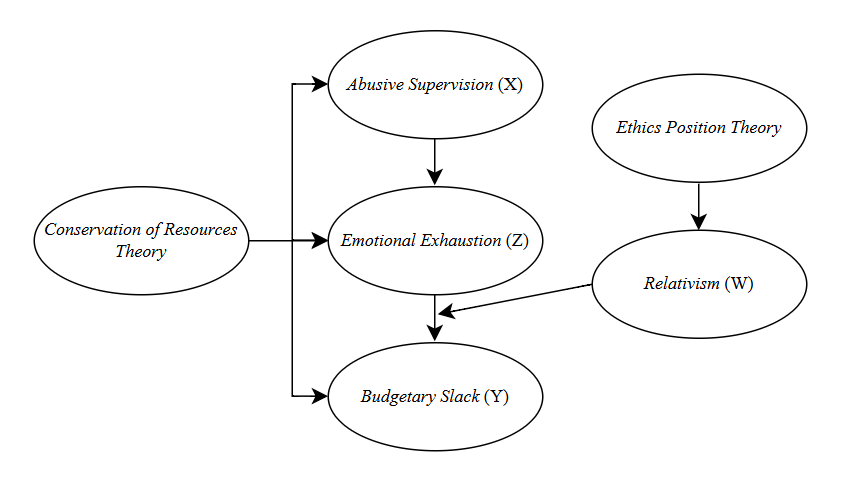 Abusive Supervision (X)
Ethics Position Theory
Conservation of Resources
Theory
Emotional Exhaustion (Z)
Relativism (W)
Budgetary Slack (Y)